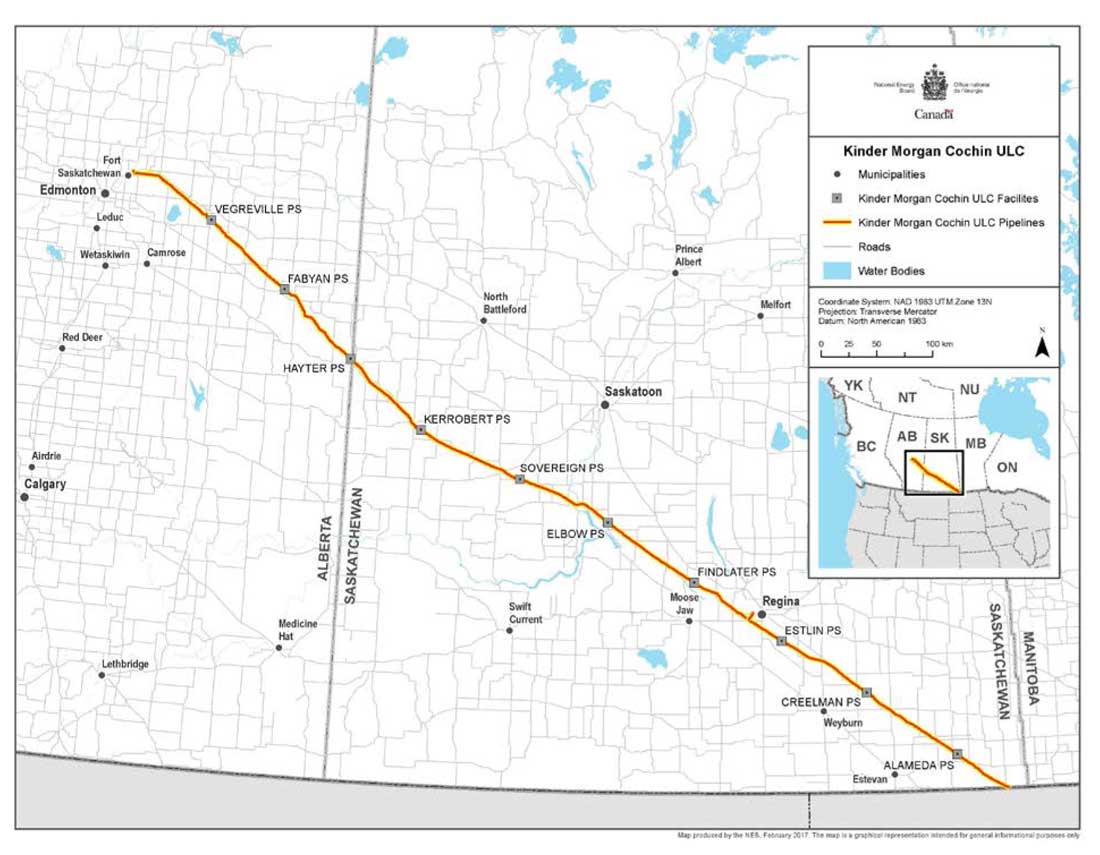 Fort
Saskatchewan
Edmonton
Leduc
Wetaskiwin
Camrose
Red Deer
Airdrie
Calgary
Medicine
Hat
Lethbridge
VEGREVILLE PS
FABYAN PS
HAYTER PS
KERROBERT PS
SOVEREIGN PS
ELBOW PS
FINDLATER PS
ESTLIN PS
CREELMAN PS
ALAMEDA PS
North
Battleford
Prince
Albert
Melfort
Saskatoon
Swift
Current
Moose
Jaw
Regina
Weyburn
Estevan
ALBERTA
SASKATCHEWAN
SASKATCHEWAN
MANITOBA
National Energy
Board
Office national
de l'énergie
Canada
Kinder Morgan Cochin ULC
Municipalities
Kinder Morgan Cochin ULC Facilites
Kinder Morgan Cochin ULC Pipelines
Roads
Water Bodies
Coordinate System: NAD 1983 UTM Zone 13N
Projection: Transverse Mercator
Datum: North American 1983
0 25 50 100 km
N
YK
NT
NU
BC
AB
SK
MB
ON
Map produced by the NEB, February 2017. The map is a graphical representation intended for general informational purposes only